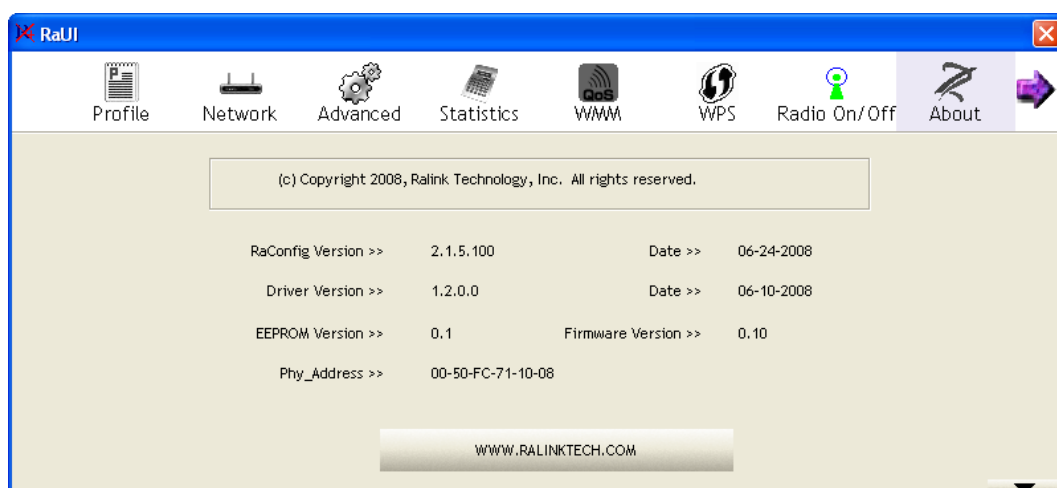 RaUI
Profile Network Advanced Statistics WMM WPS Radio On/Off About
QoS
(c) Copyright 2008, Ralink Technology, Inc. All rights reserved.
RaConfig Version >> 2.1.5.100 Date >> 06-24-2008
Driver Version >> 1.2.0.0 Date >> 06-10-2008
EEPROM Version >> 0.1 Firmware Version >> 0.10
Phy_Address >> 00-50-FC-71-10-08
WWW.RALINKTECH.COM